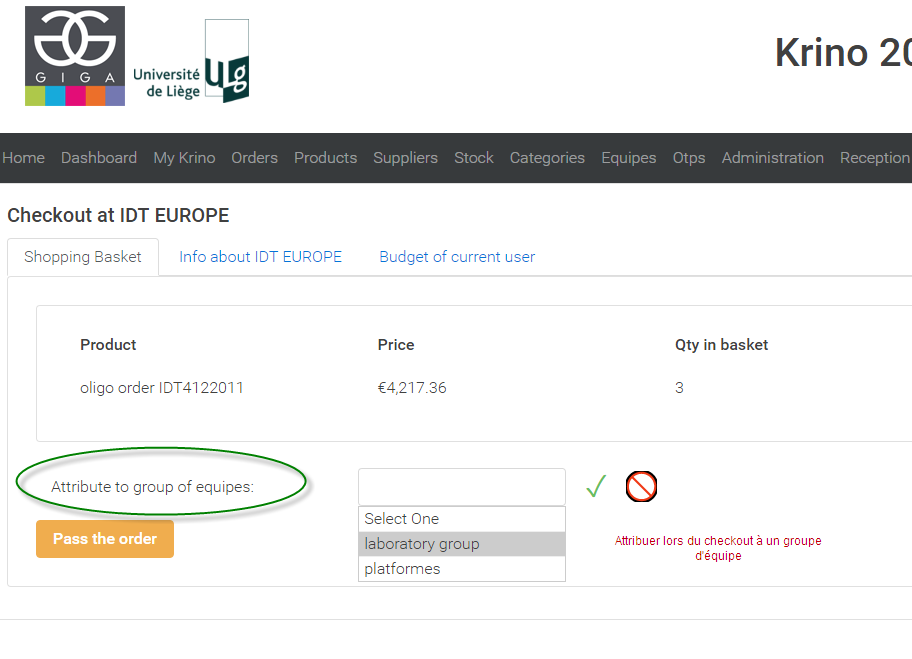 GIGA
Université
de Liège
ulg
Krino 20
Home Dashboard My Krino Orders Products Suppliers Stock Categories Equipes Otps Administration Reception
Checkout at IDT EUROPE
Shopping Basket Info about IDT EUROPE Budget of current user
Product Price Qty in basket
oligo order IDT4122011 €4,217.36 3
Attribute to group of equipes:
Select One
laboratory group
platformes
Pass the order
Attribuer lors du checkout à un groupe
d'équipe